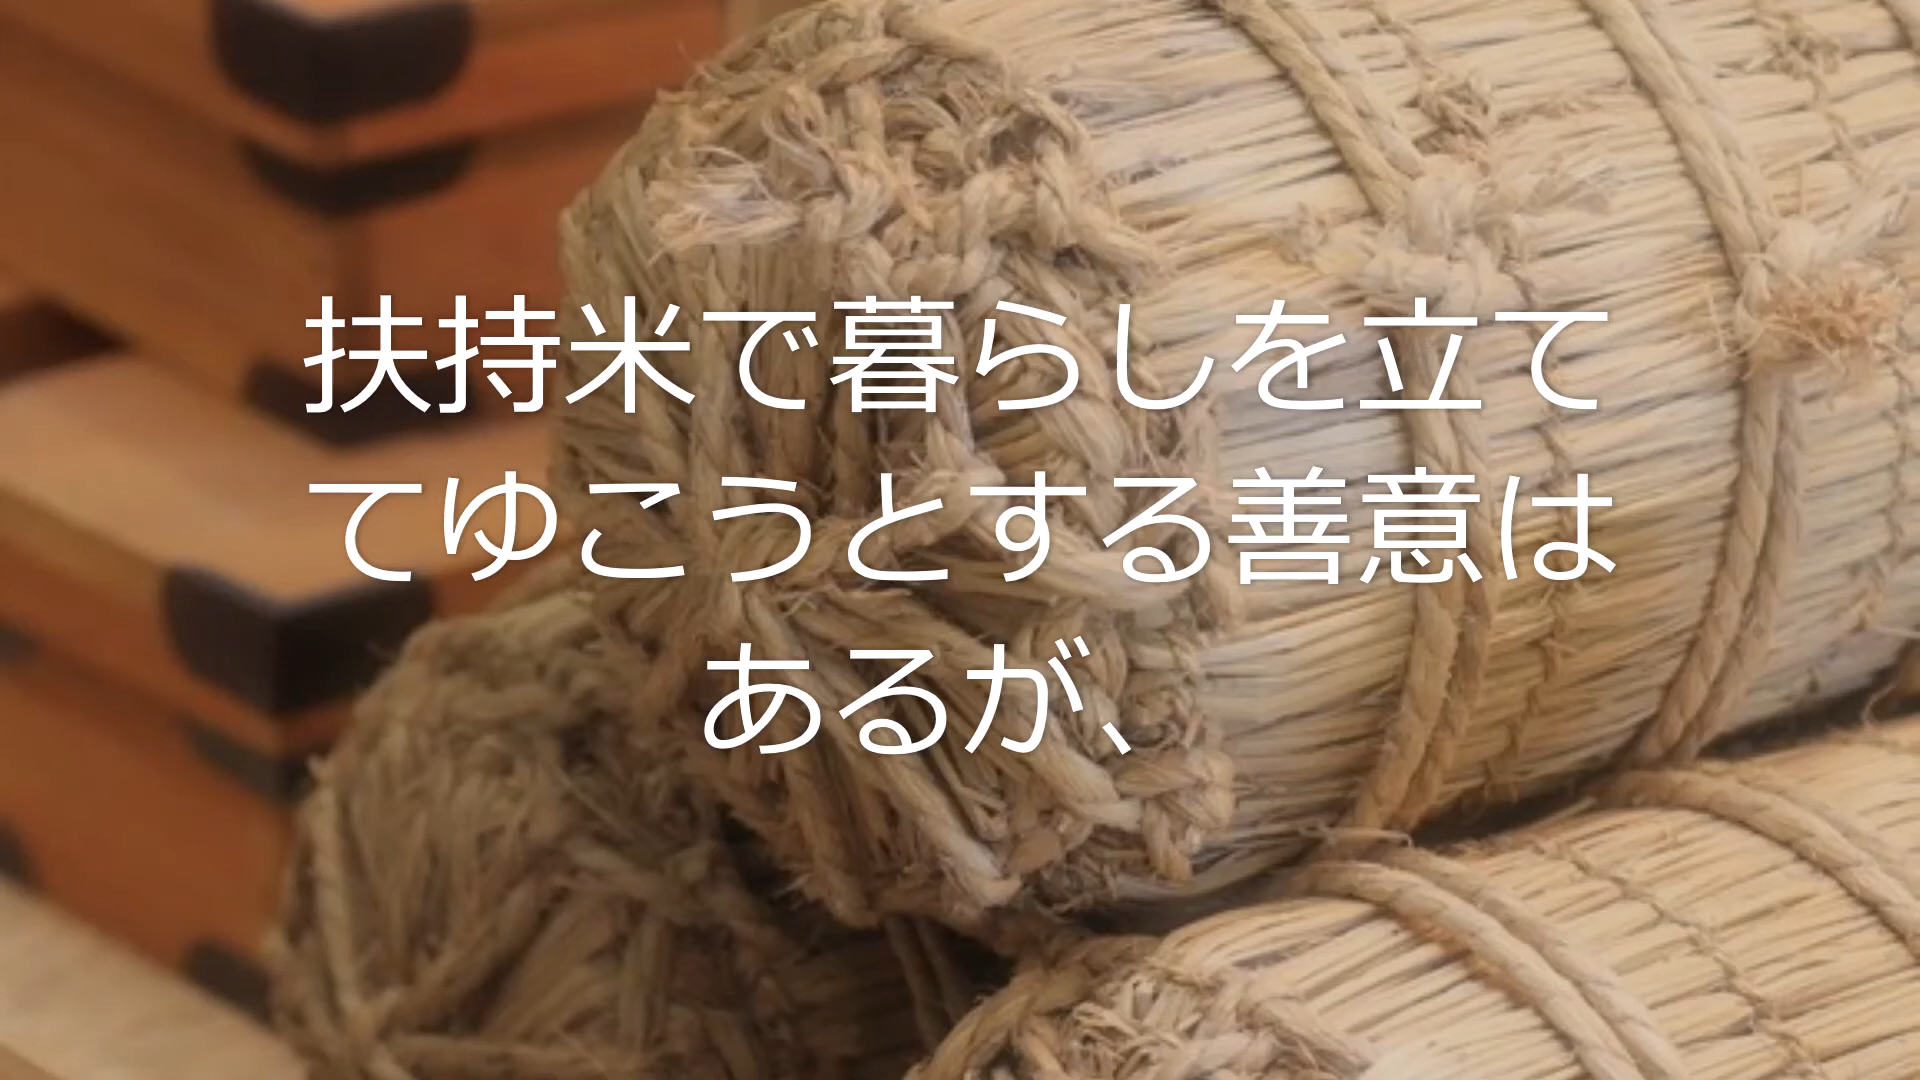 扶持米で暮らしを立て
てゆこうとする善意は
あるが、